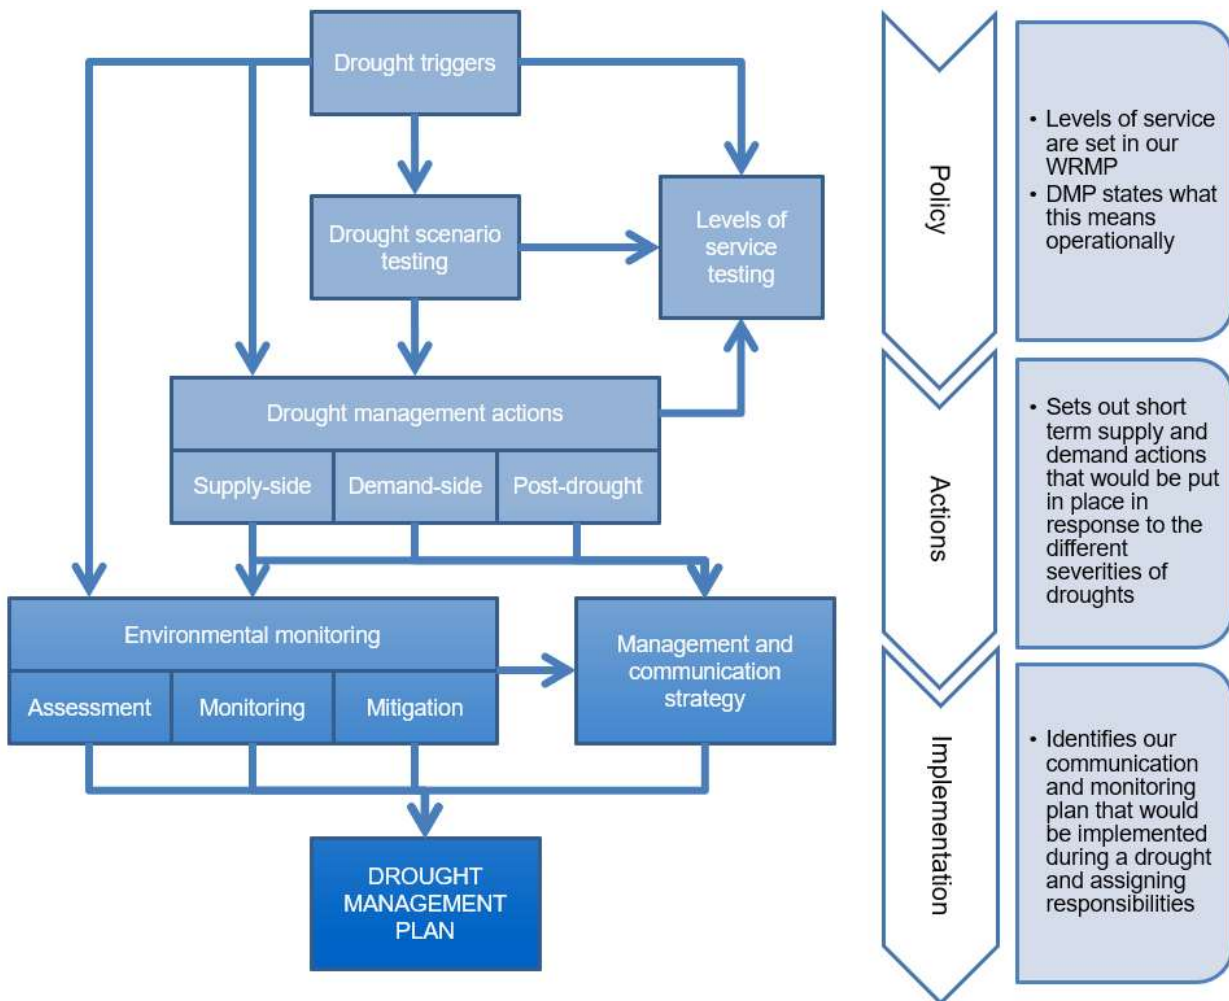 Drought triggers
Drought scenario
testing
Levels of
service
testing
Drought management actions
Supply-side
Demand-side
Post-drought
Environmental monitoring
Assessment
Monitoring
Mitigation
Management and
communication
strategy
DROUGHT
MANAGEMENT
PLAN
Policy
• Levels of service
are set in our
WRMP
• DMP states what
this means
operationally
Actions
• Sets out short
term supply and
demand actions
that would be put
in place in
response to the
different
severities of
droughts
Implementation
• Identifies our
communication
and monitoring
plan that would
be implemented
during a drought
and assigning
responsibilities